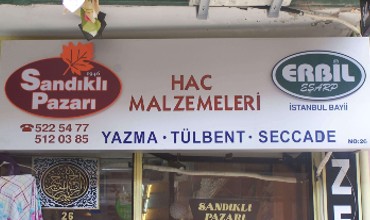 Sandıklı
Pazarı
522 54 77
512 03 85
HAC
MALZEMELERİ
ERBİL
EŞARP
İSTANBUL BAYİİ
YAZMA · TÜLBENT · SECCADE
NO:26
26
SANDIKLI
PAZARI